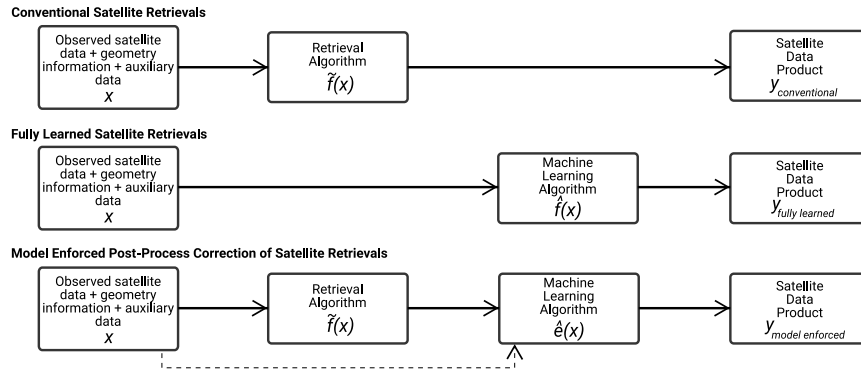 Conventional Satellite Retrievals
Observed satellite
data + geometry
information + auxiliary
data
x
Retrieval
Algorithm
f̃(x)
Satellite
Data
Product
y conventional
Fully Learned Satellite Retrievals
Observed satellite
data + geometry
information + auxiliary
data
x
Machine
Learning
Algorithm
f̂(x)
Satellite
Data
Product
y fully learned
Model Enforced Post-Process Correction of Satellite Retrievals
Observed satellite
data + geometry
information + auxiliary
data
x
Retrieval
Algorithm
f̃(x)
Machine
Learning
Algorithm
ê(x)
Satellite
Data
Product
y model enforced